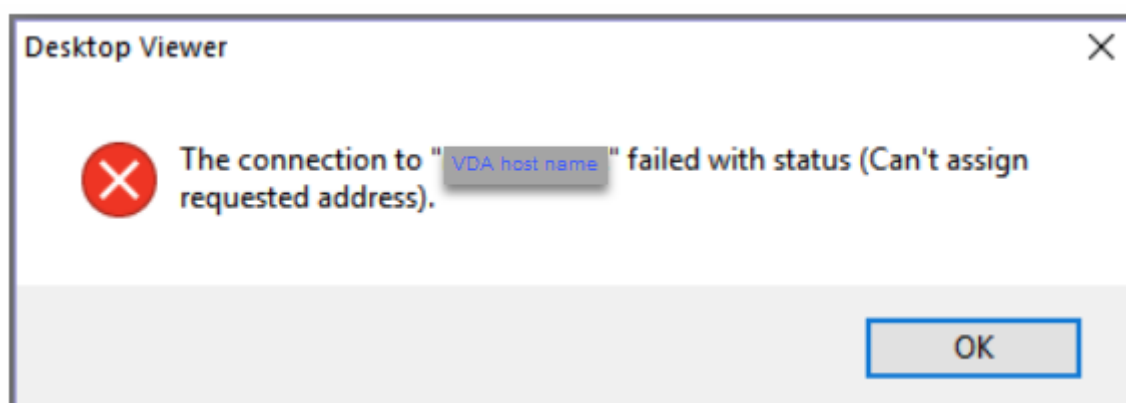 Desktop Viewer
The connection to "VDA host name" failed with status (Can't assign
requested address).
OK